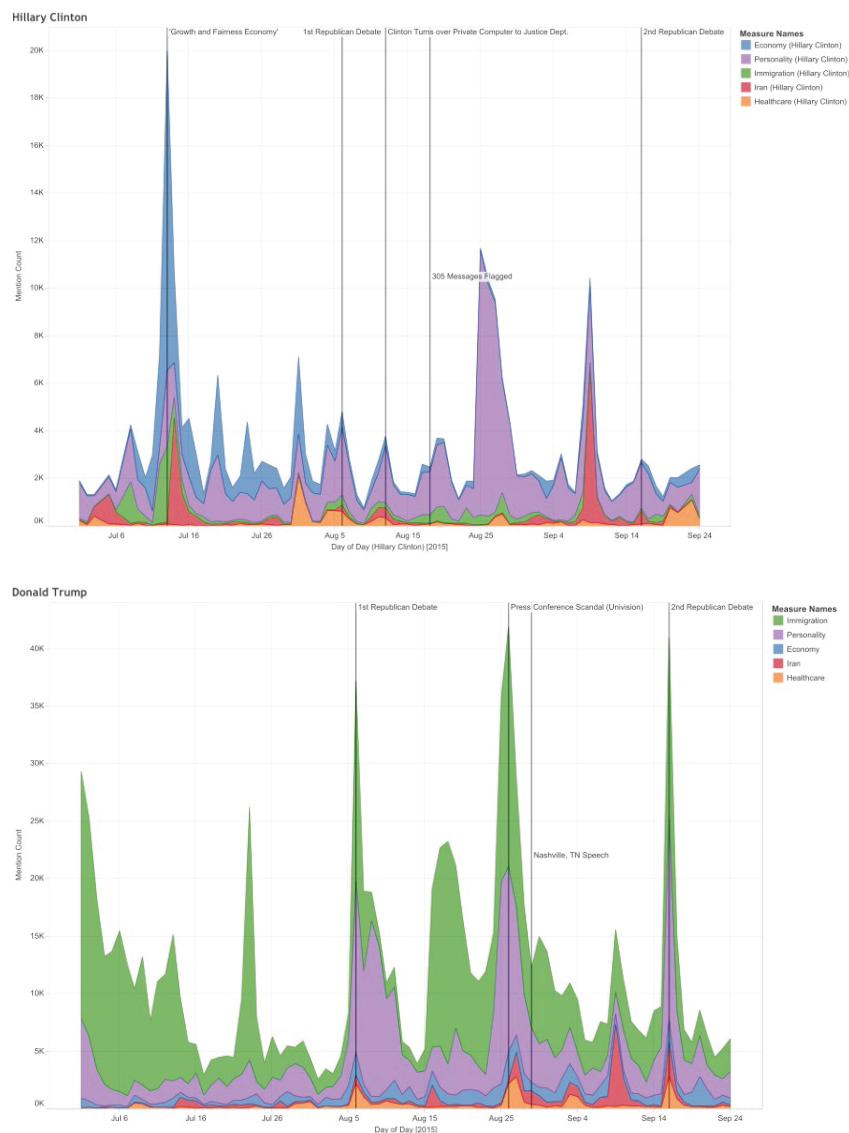 Hillary Clinton
'Growth and Fairness Economy'
1st Republican Debate
Clinton Turns over Private Computer to Justice Dept.
2nd Republican Debate
Measure Names
Economy (Hillary Clinton)
Personality (Hillary Clinton)
Immigration (Hillary Clinton)
Iran (Hillary Clinton)
Healthcare (Hillary Clinton)
20K
18K
16K
14K
12K
10K
8K
6K
4K
2K
0K
Mention Count
305 Messages Flagged
Jul 6
Jul 16
Jul 26
Aug 5
Aug 15
Aug 25
Sep 4
Sep 14
Sep 24
Day of Day (Hillary Clinton) [2015]
Donald Trump
1st Republican Debate
Press Conference Scandal (Univision)
2nd Republican Debate
Measure Names
Immigration
Personality
Economy
Iran
Healthcare
40K
35K
30K
25K
20K
15K
10K
5K
0K
Mention Count
Nashville, TN Speech
Jul 6
Jul 16
Jul 26
Aug 5
Aug 15
Aug 25
Sep 4
Sep 14
Sep 24
Day of Day [2015]